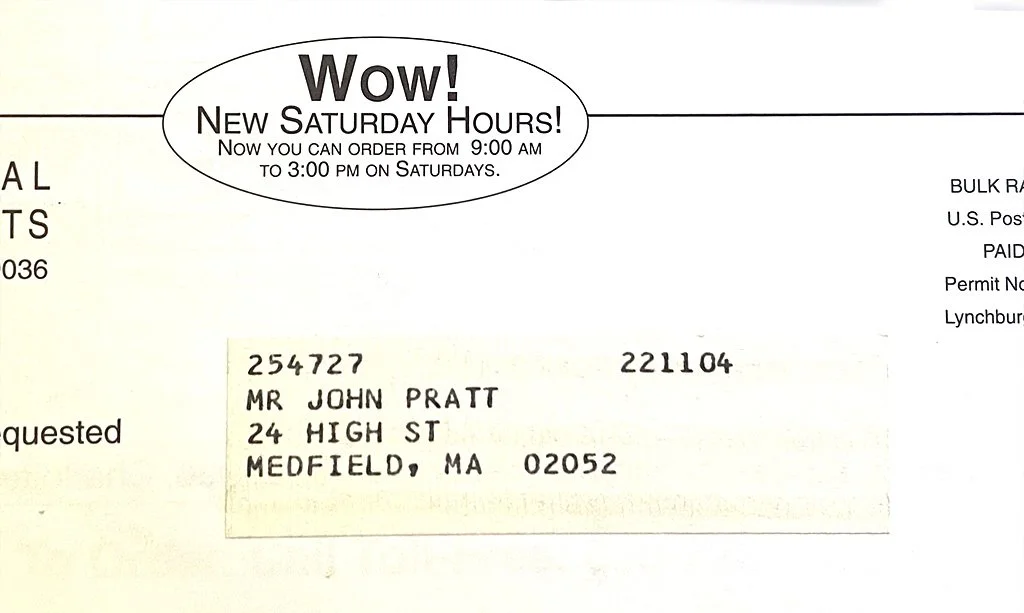 Wow!
NEW SATURDAY HOURS!
NOW YOU CAN ORDER FROM 9:00 AM
TO 3:00 PM ON SATURDAYS.
AL
TS
036
BULK RA
U.S. Post
PAID
Permit No
Lynchburg
254727 221104
MR JOHN PRATT
24 HIGH ST
MEDFIELD, MA 02052
equested